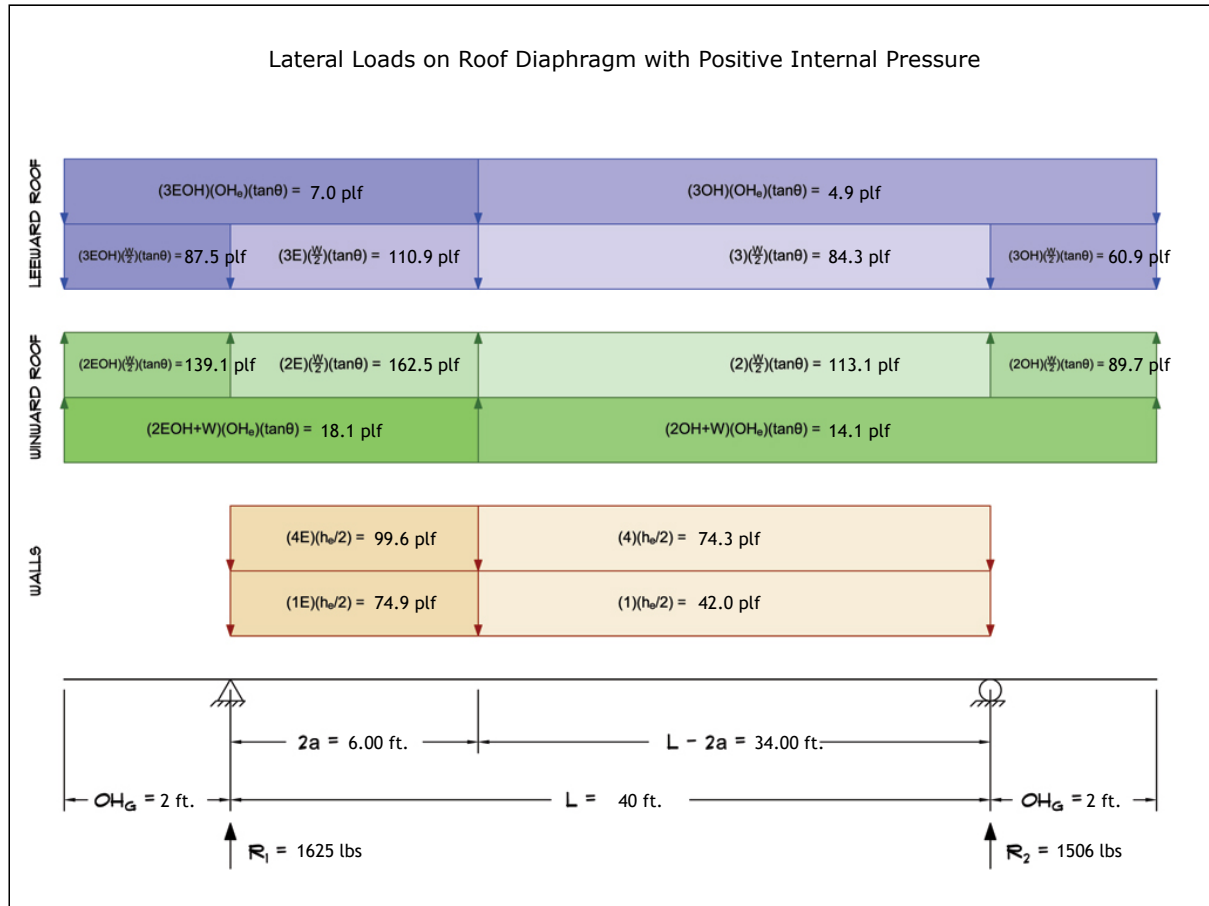 Lateral Loads on Roof Diaphragm with Positive Internal Pressure
LEEWARD ROOF
(3EOH)(OHₑ)(tanθ) = 7.0 plf
(3OH)(OHₑ)(tanθ) = 4.9 plf
(3EOH)(W/2)(tanθ) = 87.5 plf
(3E)(W/2)(tanθ) = 110.9 plf
(3)(W/2)(tanθ) = 84.3 plf
(3OH)(W/2)(tanθ) = 60.9 plf
WINWARD ROOF
(2EOH)(W/2)(tanθ) = 139.1 plf
(2E)(W/2)(tanθ) = 162.5 plf
(2)(W/2)(tanθ) = 113.1 plf
(2OH)(W/2)(tanθ) = 89.7 plf
(2EOH+W)(OHₑ)(tanθ) = 18.1 plf
(2OH+W)(OHₑ)(tanθ) = 14.1 plf
WALLS
(4E)(hₑ/2) = 99.6 plf
(4)(hₑ/2) = 74.3 plf
(1E)(hₑ/2) = 74.9 plf
(1)(hₑ/2) = 42.0 plf
2a = 6.00 ft.
L - 2a = 34.00 ft.
OH_G = 2 ft.
L = 40 ft.
OH_G = 2 ft.
R₁ = 1625 lbs
R₂ = 1506 lbs